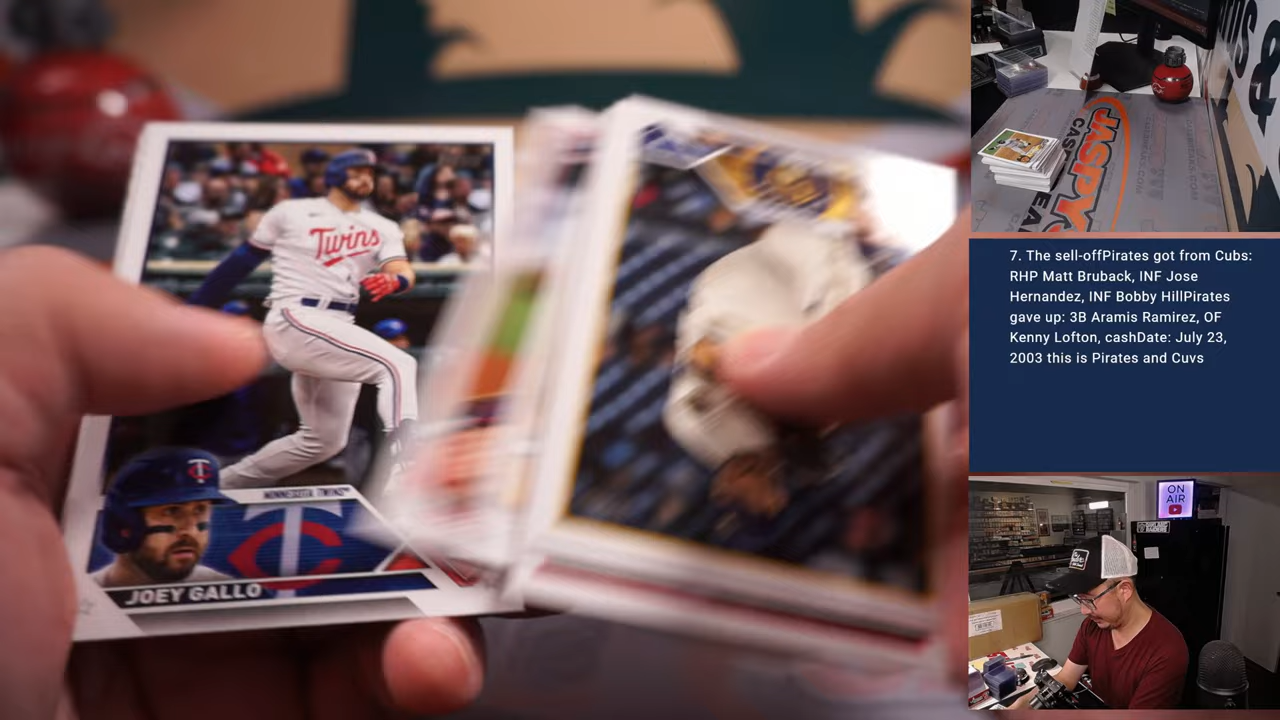 Twins
MINNESOTA TWINS
JOEY GALLO
JASPY
7. The sell-offPirates got from Cubs:
RHP Matt Bruback, INF Jose
Hernandez, INF Bobby HillPirates
gave up: 3B Aramis Ramirez, OF
Kenny Lofton, cashDate: July 23,
2003 this is Pirates and Cuvs
ON
AIR